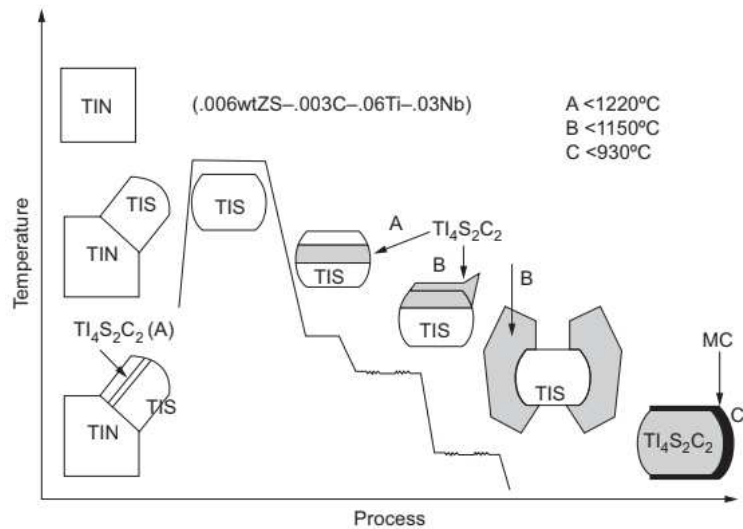 TIN
(.006wtZS–.003C–.06Ti–.03Nb)
A <1220ºC
B <1150ºC
C <930ºC
TIS
TIN
TIS
A
TI₄S₂C₂
TIS
B
TIS
B
TIS
TI₄S₂C₂ (A)
TIS
TIN
MC
C
TI₄S₂C₂
Temperature
Process